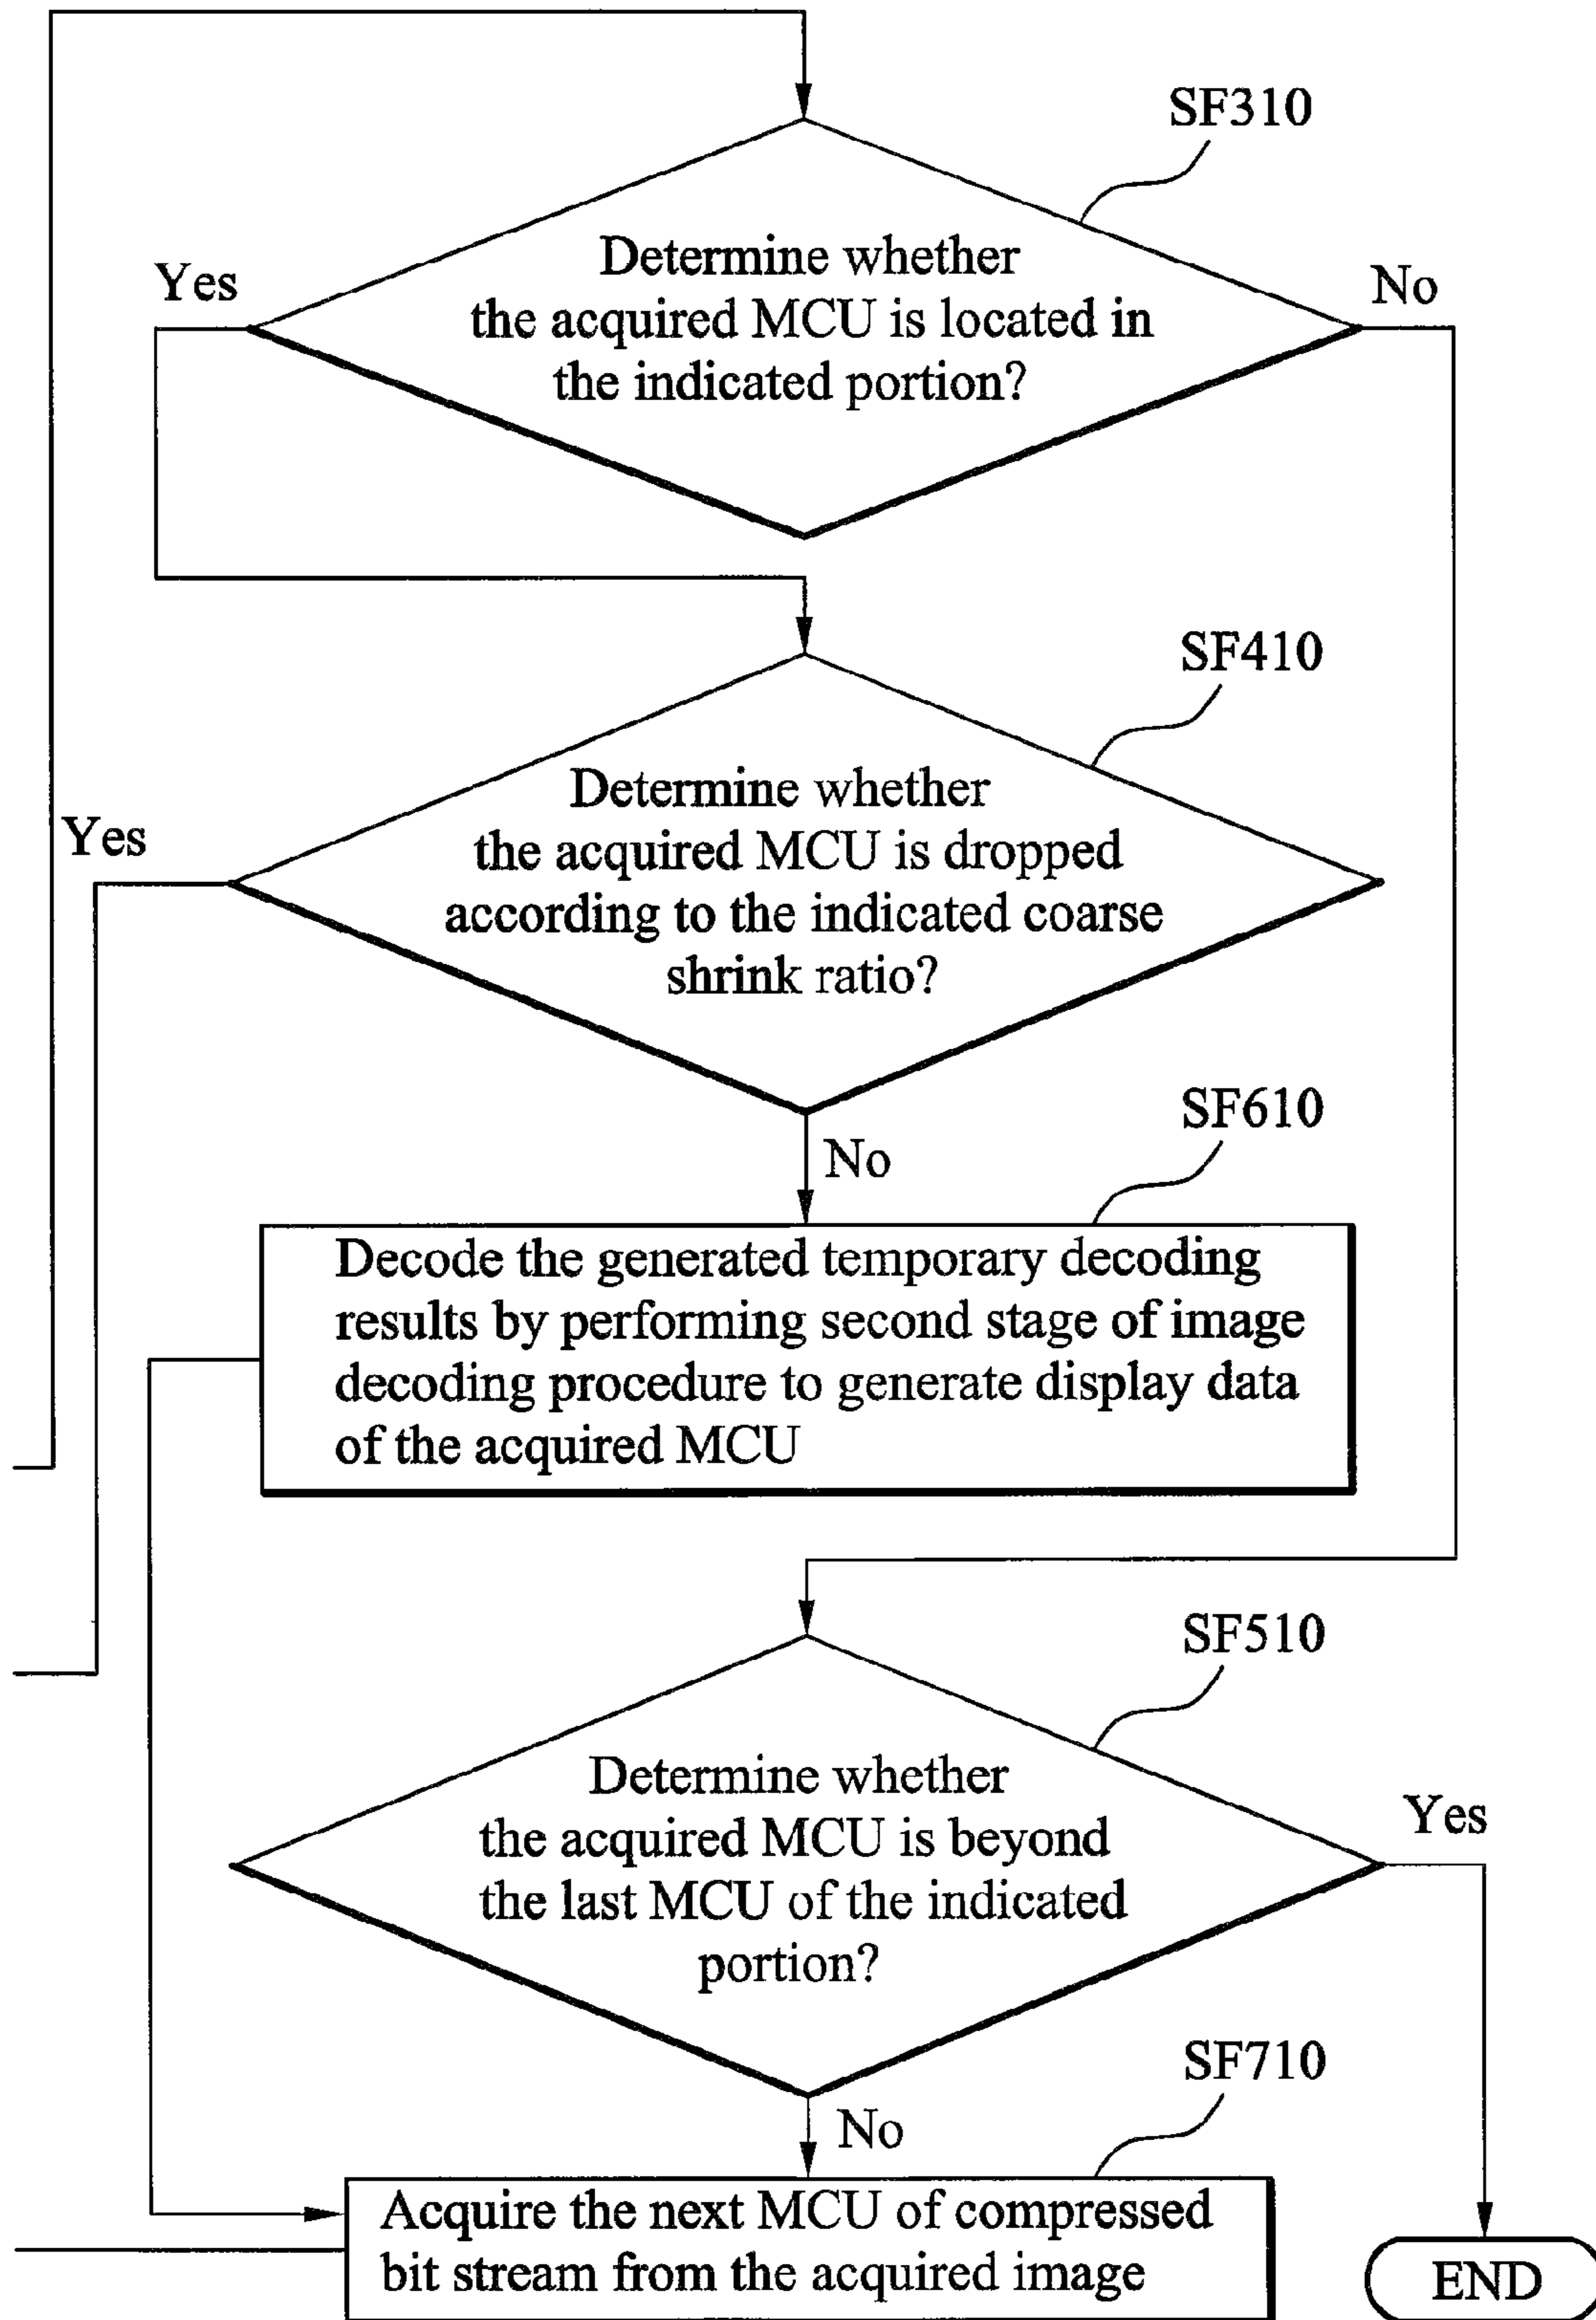 SF310
Determine whether
the acquired MCU is located in
the indicated portion?
Yes
No
SF410
Determine whether
the acquired MCU is dropped
according to the indicated coarse
shrink ratio?
Yes
No
SF610
Decode the generated temporary decoding
results by performing second stage of image
decoding procedure to generate display data
of the acquired MCU
SF510
Determine whether
the acquired MCU is beyond
the last MCU of the indicated
portion?
Yes
No
SF710
Acquire the next MCU of compressed
bit stream from the acquired image
END